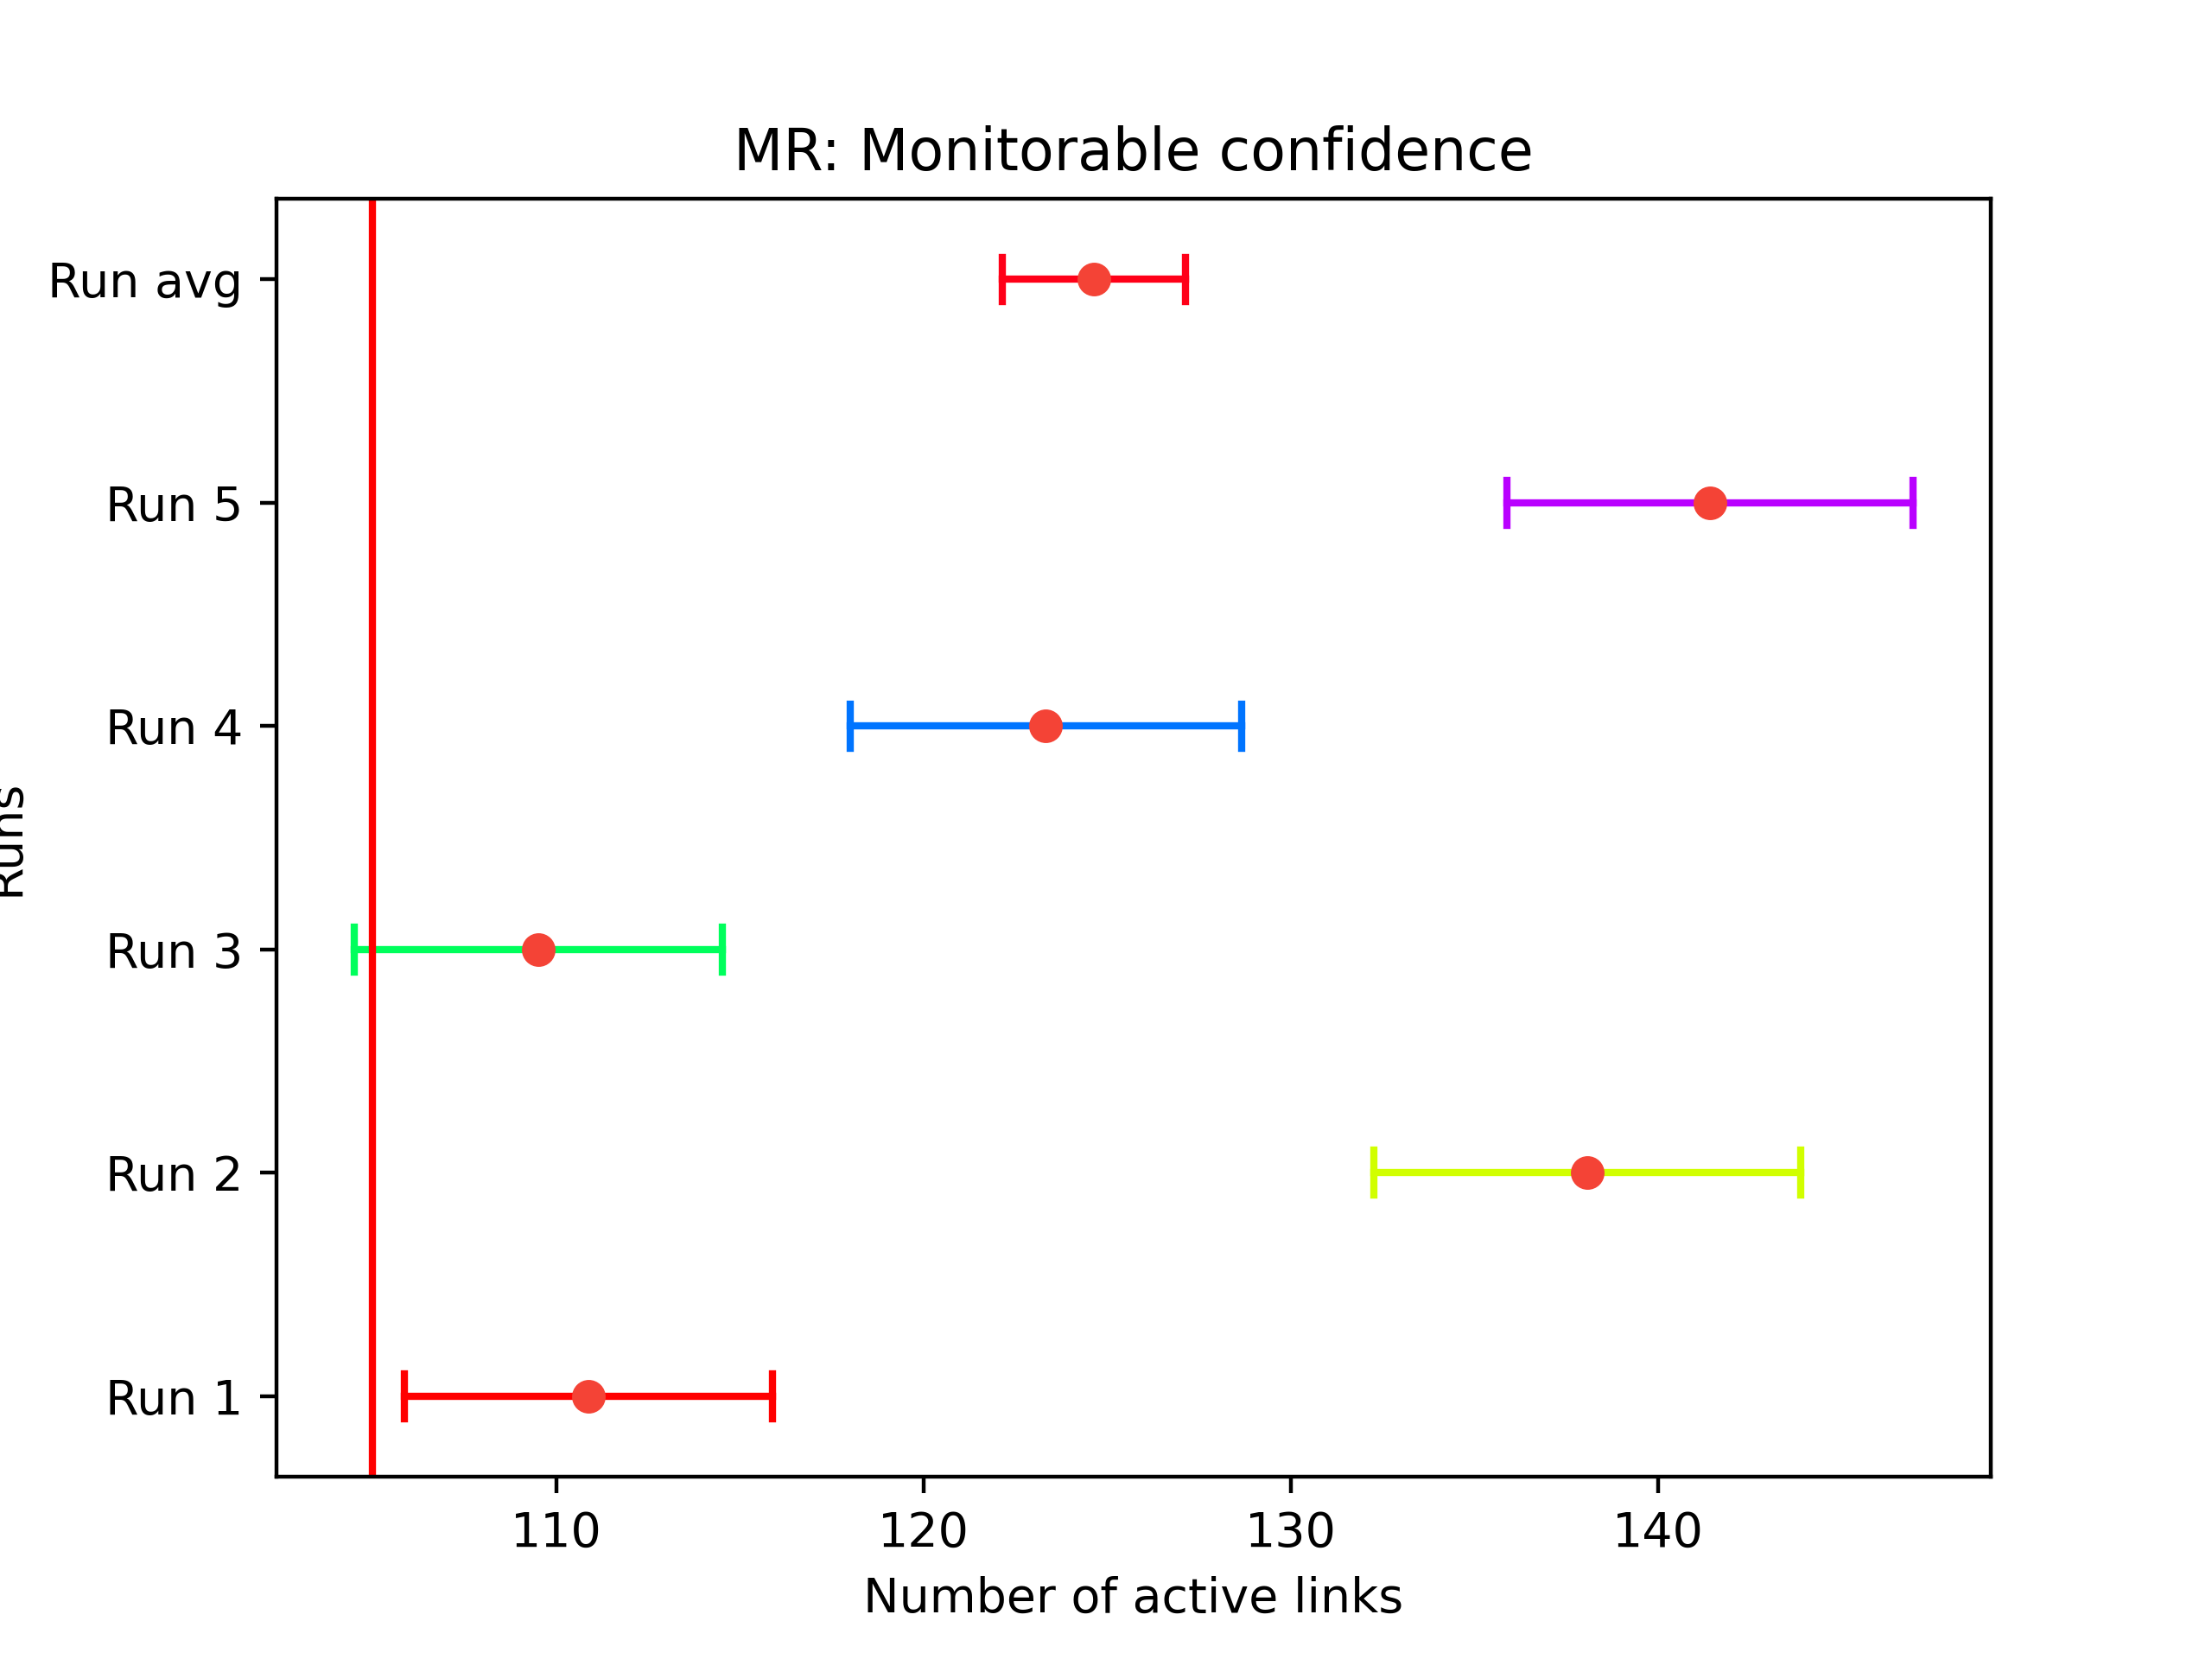 MR: Monitorable confidence
Run avg
Run 5
Run 4
Runs
Run 3
Run 2
Run 1
110 120 130 140
Number of active links